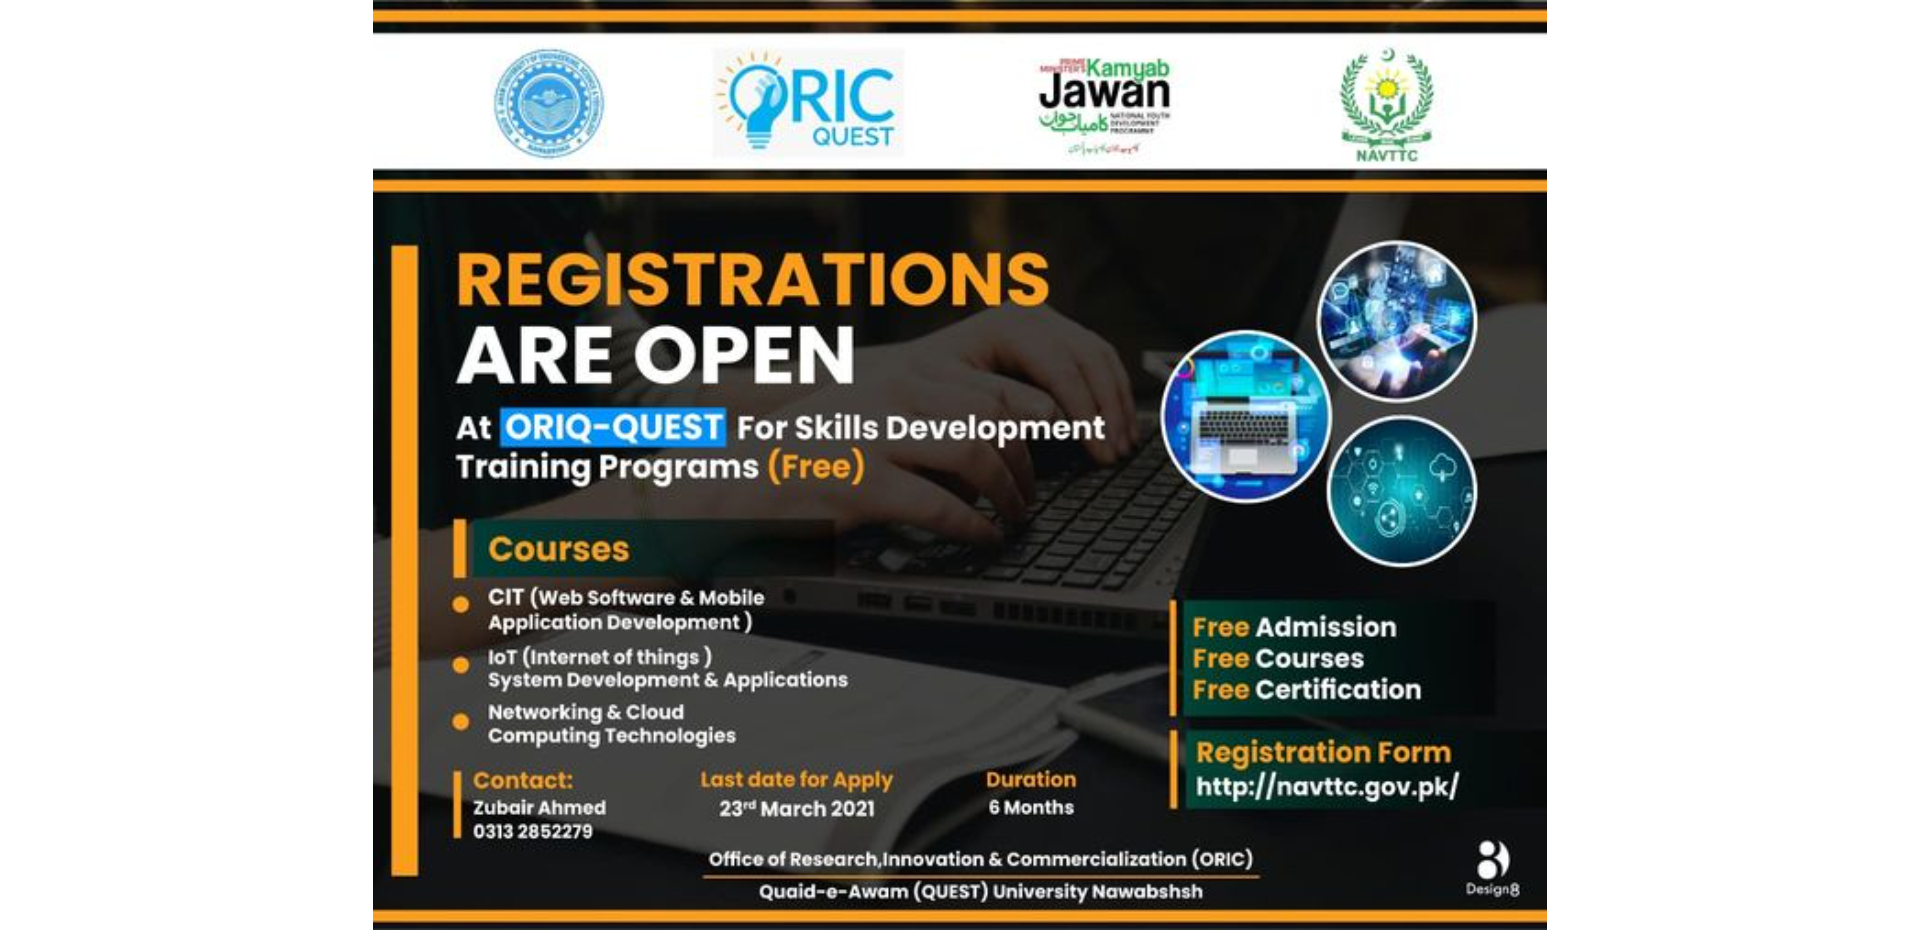 ORIC
QUEST
PRIME
MINISTER'S Kamyab
Jawan
کامیاب جوان
NATIONAL YOUTH
DEVELOPMENT
PROGRAMME
NAVTTC
REGISTRATIONS
ARE OPEN
At ORIQ-QUEST For Skills Development
Training Programs (Free)
Courses
CIT (Web Software & Mobile
Application Development )
IoT (Internet of things )
System Development & Applications
Networking & Cloud
Computing Technologies
Free Admission
Free Courses
Free Certification
Registration Form
http://navttc.gov.pk/
Contact:
Zubair Ahmed
0313 2852279
Last date for Apply
23rd March 2021
Duration
6 Months
Office of Research,Innovation & Commercialization (ORIC)
Quaid-e-Awam (QUEST) University Nawabshsh
Design8